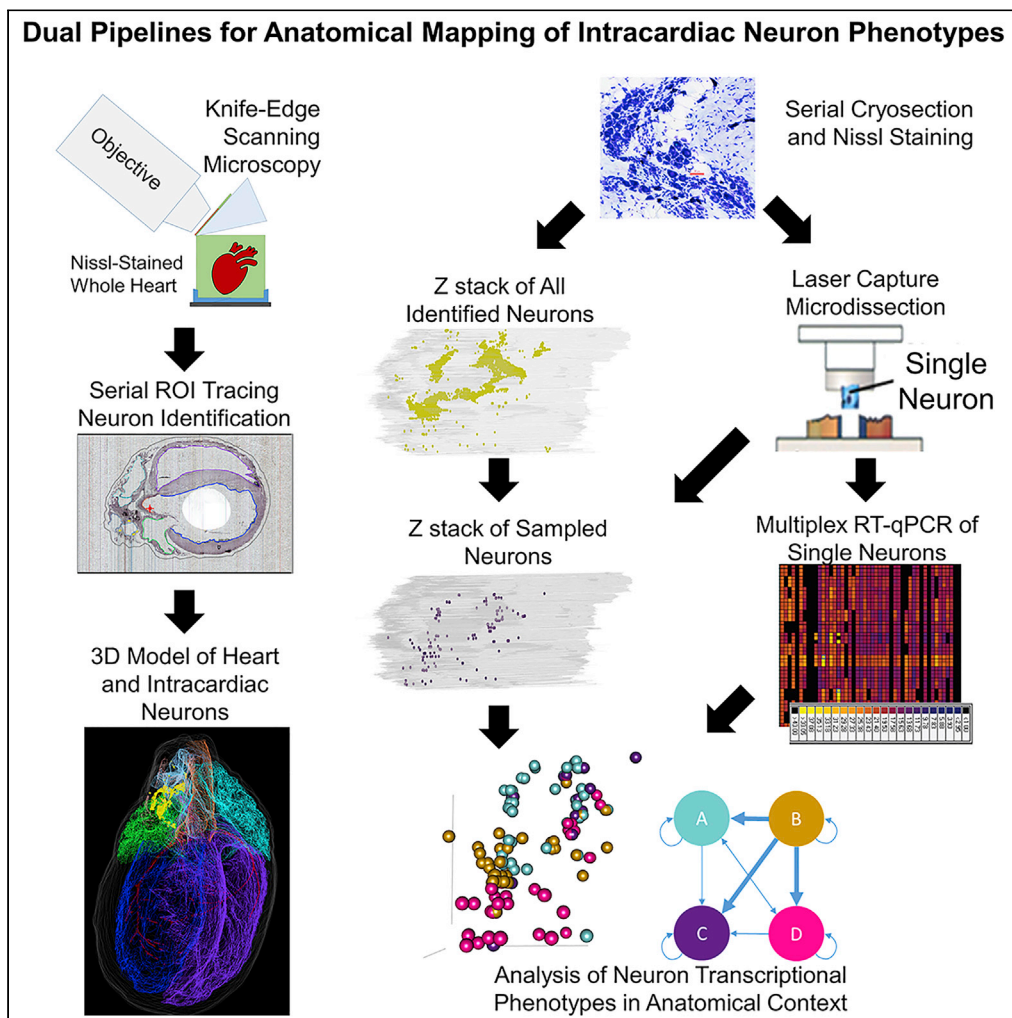 Dual Pipelines for Anatomical Mapping of Intracardiac Neuron Phenotypes
Knife-Edge
Scanning
Microscopy
Objective
Nissl-Stained
Whole Heart
Serial ROI Tracing
Neuron Identification
3D Model of Heart
and Intracardiac
Neurons
Serial Cryosection
and Nissl Staining
Z stack of All
Identified Neurons
Laser Capture
Microdissection
Single
Neuron
Z stack of Sampled
Neurons
Multiplex RT-qPCR of
Single Neurons
A
B
C
D
Analysis of Neuron Transcriptional
Phenotypes in Anatomical Context